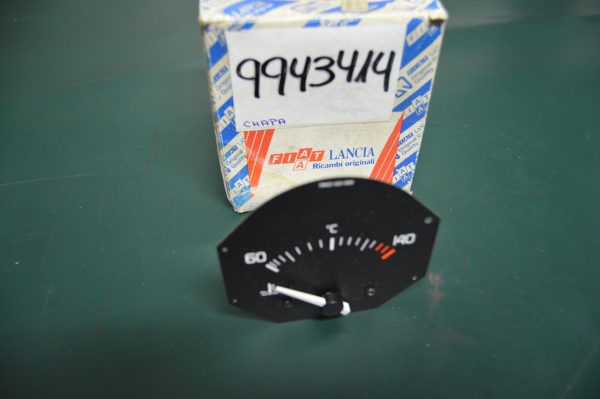 9943414
CHAPA
FIAT LANCIA
A Ricambi originali
°C
60 140